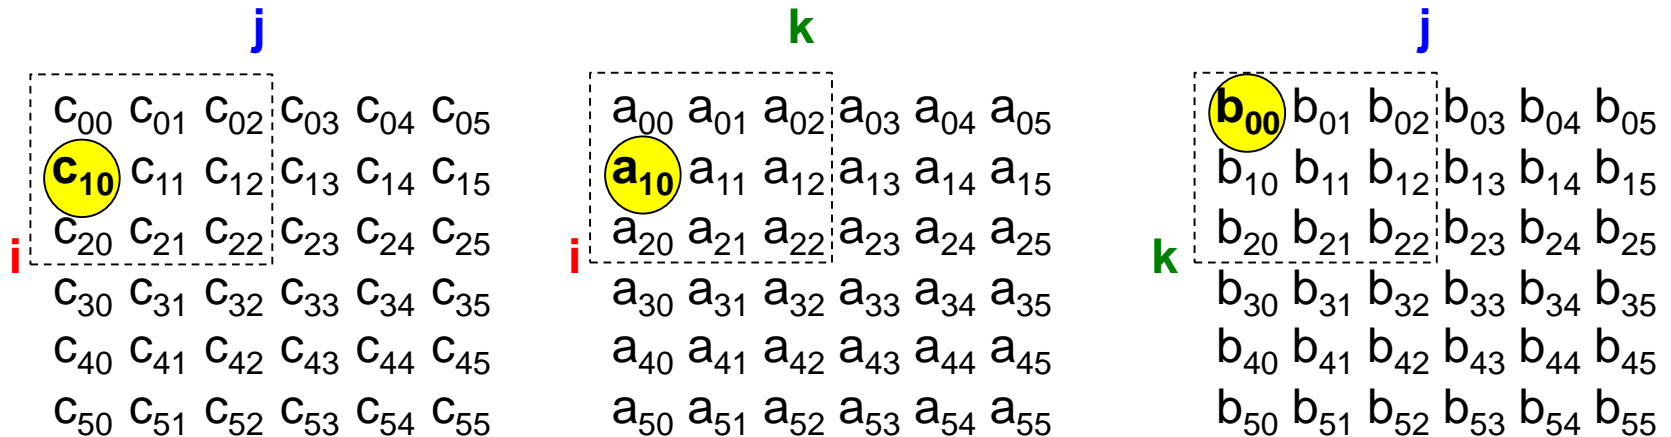 j k j
c00 c01 c02 c03 c04 c05 a00 a01 a02 a03 a04 a05 b00 b01 b02 b03 b04 b05
c10 c11 c12 c13 c14 c15 a10 a11 a12 a13 a14 a15 b10 b11 b12 b13 b14 b15
c20 c21 c22 c23 c24 c25 a20 a21 a22 a23 a24 a25 b20 b21 b22 b23 b24 b25
i i k
c30 c31 c32 c33 c34 c35 a30 a31 a32 a33 a34 a35 b30 b31 b32 b33 b34 b35
c40 c41 c42 c43 c44 c45 a40 a41 a42 a43 a44 a45 b40 b41 b42 b43 b44 b45
c50 c51 c52 c53 c54 c55 a50 a51 a52 a53 a54 a55 b50 b51 b52 b53 b54 b55